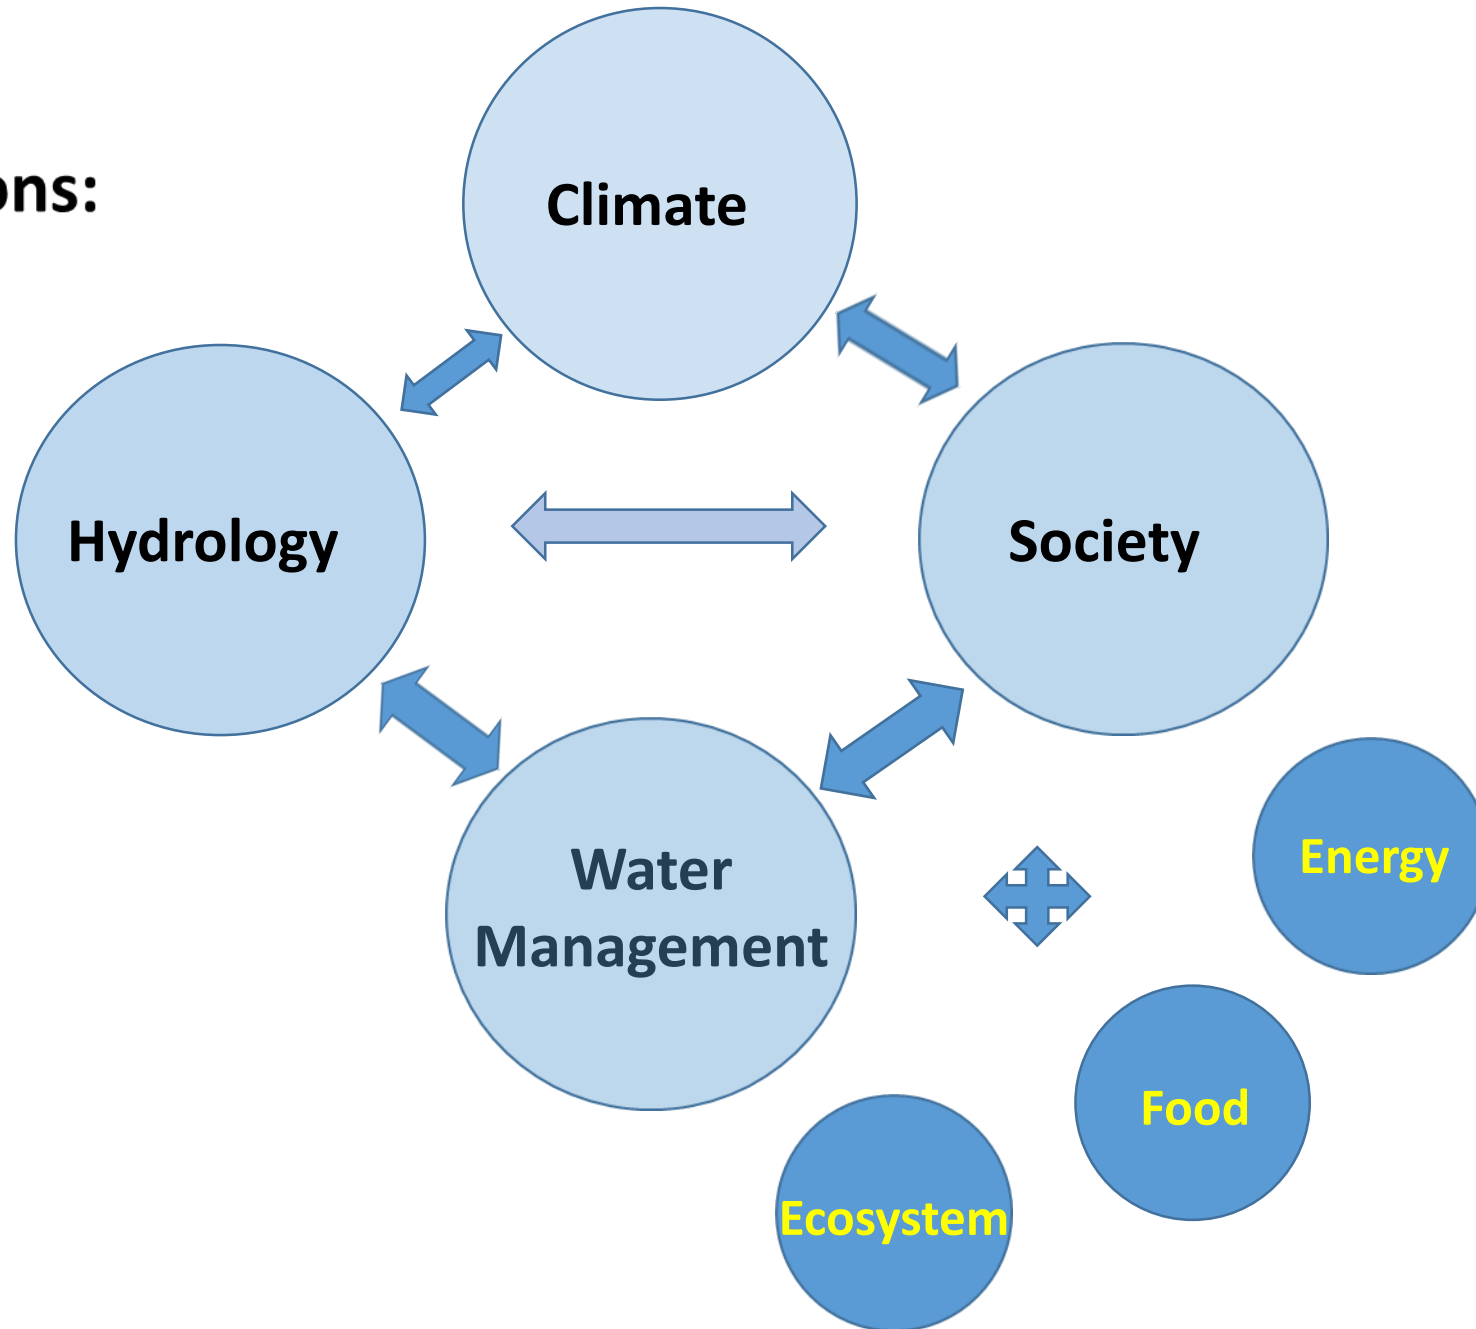 Climate
ons:
Hydrology
Society
Water
Management
Energy
Food
Ecosystem